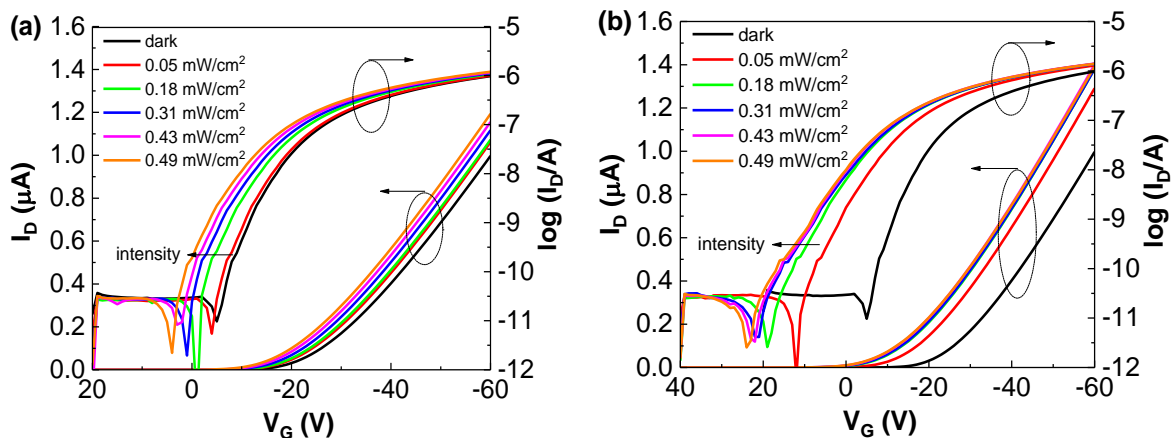 (a)
dark
0.05 mW/cm²
0.18 mW/cm²
0.31 mW/cm²
0.43 mW/cm²
0.49 mW/cm²
intensity
1.6
1.4
1.2
1.0
0.8
0.6
0.4
0.2
0.0
I_D (μA)
20 0 -20 -40 -60
V_G (V)
-5
-6
-7
-8
-9
-10
-11
-12
log (I_D/A)
(b)
dark
0.05 mW/cm²
0.18 mW/cm²
0.31 mW/cm²
0.43 mW/cm²
0.49 mW/cm²
intensity
1.6
1.4
1.2
1.0
0.8
0.6
0.4
0.2
0.0
I_D (μA)
40 20 0 -20 -40 -60
V_G (V)
-5
-6
-7
-8
-9
-10
-11
-12
log (I_D/A)